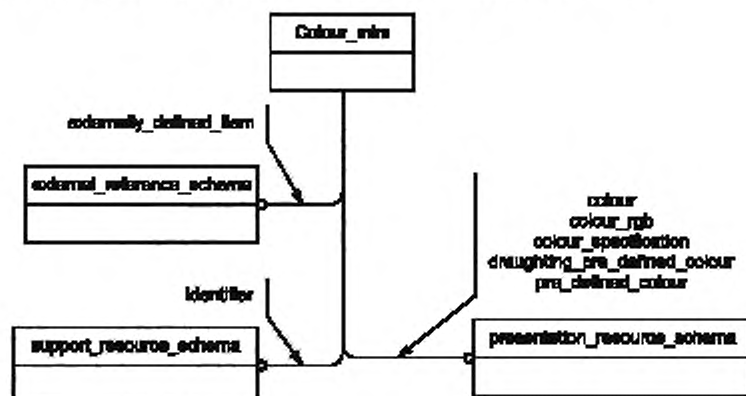 Colour_mim
externally_defined_item
external_reference_schema
colour
colour_rgb
colour_specification
draughting_pre_defined_colour
pre_defined_colour
identifier
support_resource_schema
presentation_resource_schema